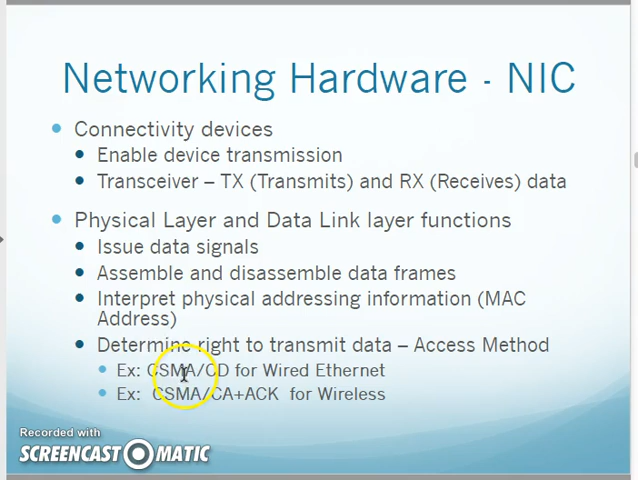 Networking Hardware - NIC
Connectivity devices
Enable device transmission
Transceiver – TX (Transmits) and RX (Receives) data
Physical Layer and Data Link layer functions
Issue data signals
Assemble and disassemble data frames
Interpret physical addressing information (MAC
Address)
Determine right to transmit data – Access Method
Ex: CSMA/CD for Wired Ethernet
Ex: CSMA/CA+ACK for Wireless
Recorded with
SCREENCAST MATIC